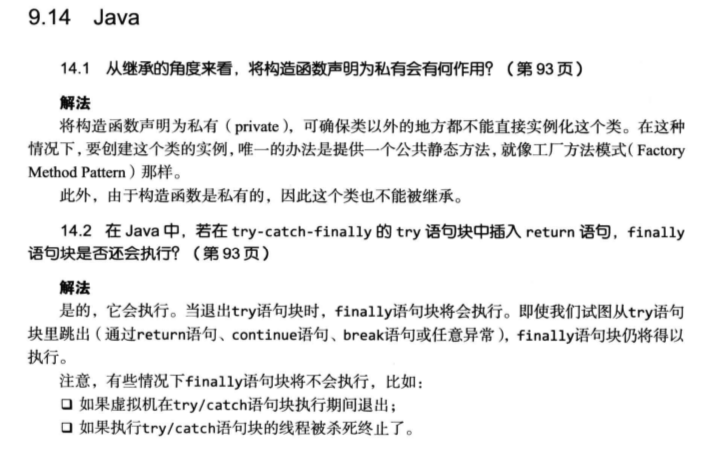 9.14 Java
14.1 从继承的角度来看，将构造函数声明为私有会有何作用？（第 93 页）
解法
将构造函数声明为私有（private），可确保类以外的地方都不能直接实例化这个类。在这种
情况下，要创建这个类的实例，唯一的办法是提供一个公共静态方法，就像工厂方法模式（Factory
Method Pattern）那样。
此外，由于构造函数是私有的，因此这个类也不能被继承。
14.2 在 Java 中，若在 try-catch-finally 的 try 语句块中插入 return 语句，finally
语句块是否还会执行？（第 93 页）
解法
是的，它会执行。当退出try语句块时，finally语句块将会执行。即使我们试图从try语句
块里跳出（通过return语句、continue语句、break语句或任意异常），finally语句块仍将得以
执行。
注意，有些情况下finally语句块将不会执行，比如：
❑ 如果虚拟机在try/catch语句块执行期间退出；
❑ 如果执行try/catch语句块的线程被杀死终止了。